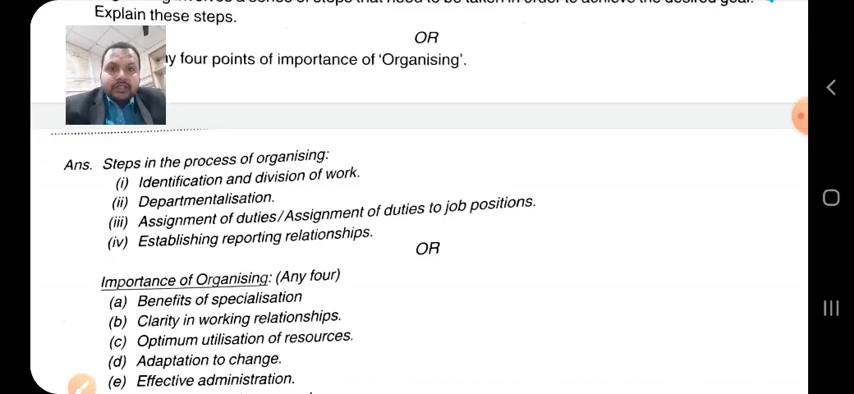 Explain these steps.
OR
y four points of importance of ‘Organising’.
Ans. Steps in the process of organising:
(i) Identification and division of work.
(ii) Departmentalisation.
(iii) Assignment of duties/Assignment of duties to job positions.
(iv) Establishing reporting relationships.
OR
Importance of Organising: (Any four)
(a) Benefits of specialisation
(b) Clarity in working relationships.
(c) Optimum utilisation of resources.
(d) Adaptation to change.
(e) Effective administration.